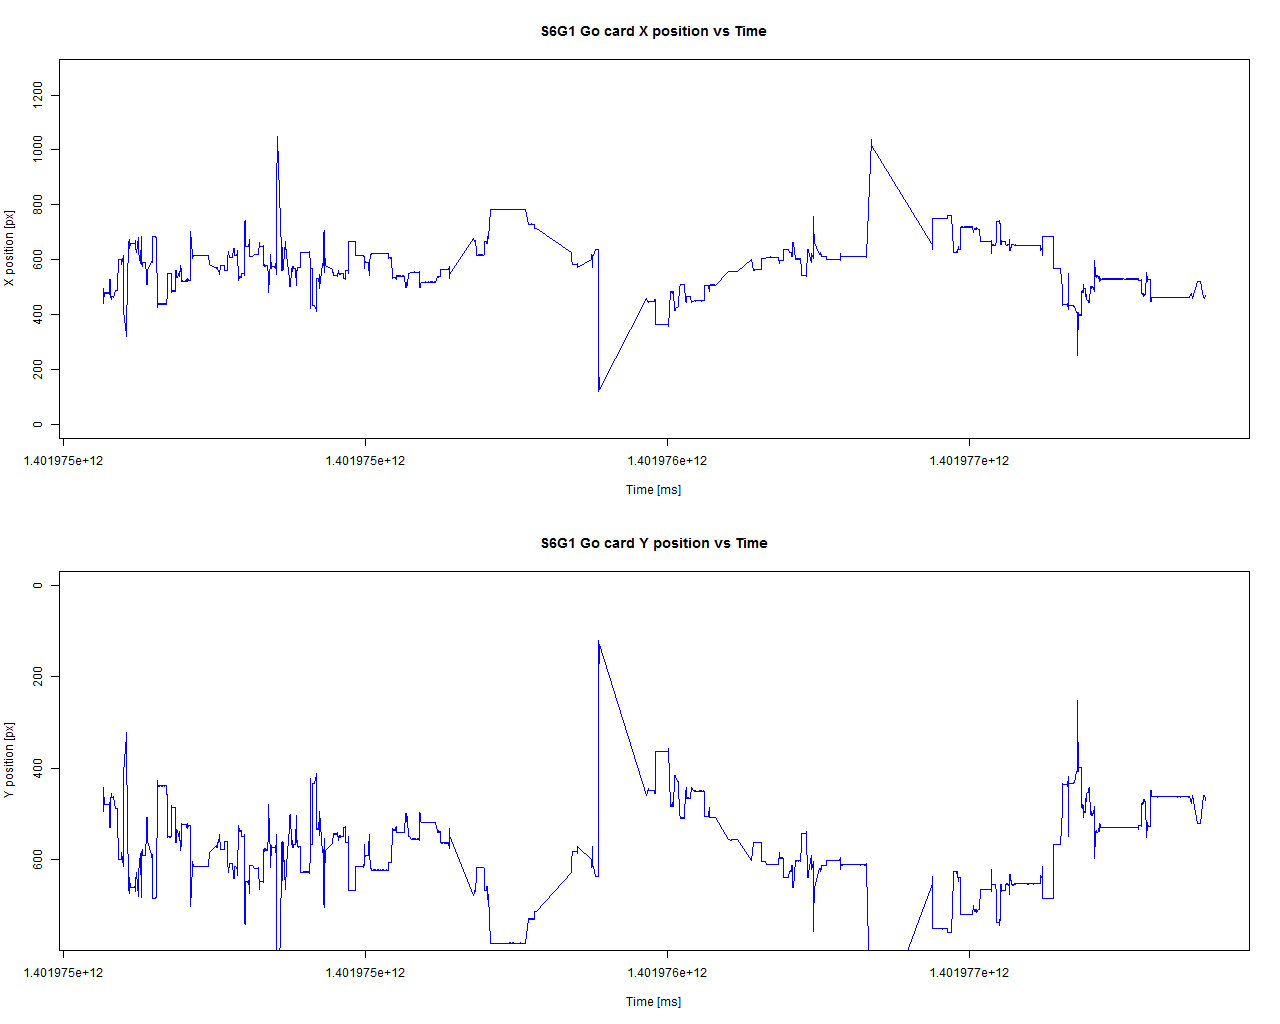 S6G1 Go card X position vs Time
X position [px]
1200
1000
800
600
400
200
0
1.401975e+12 1.401975e+12 1.401976e+12 1.401977e+12
Time [ms]
S6G1 Go card Y position vs Time
Y position [px]
0
200
400
600
1.401975e+12 1.401975e+12 1.401976e+12 1.401977e+12
Time [ms]